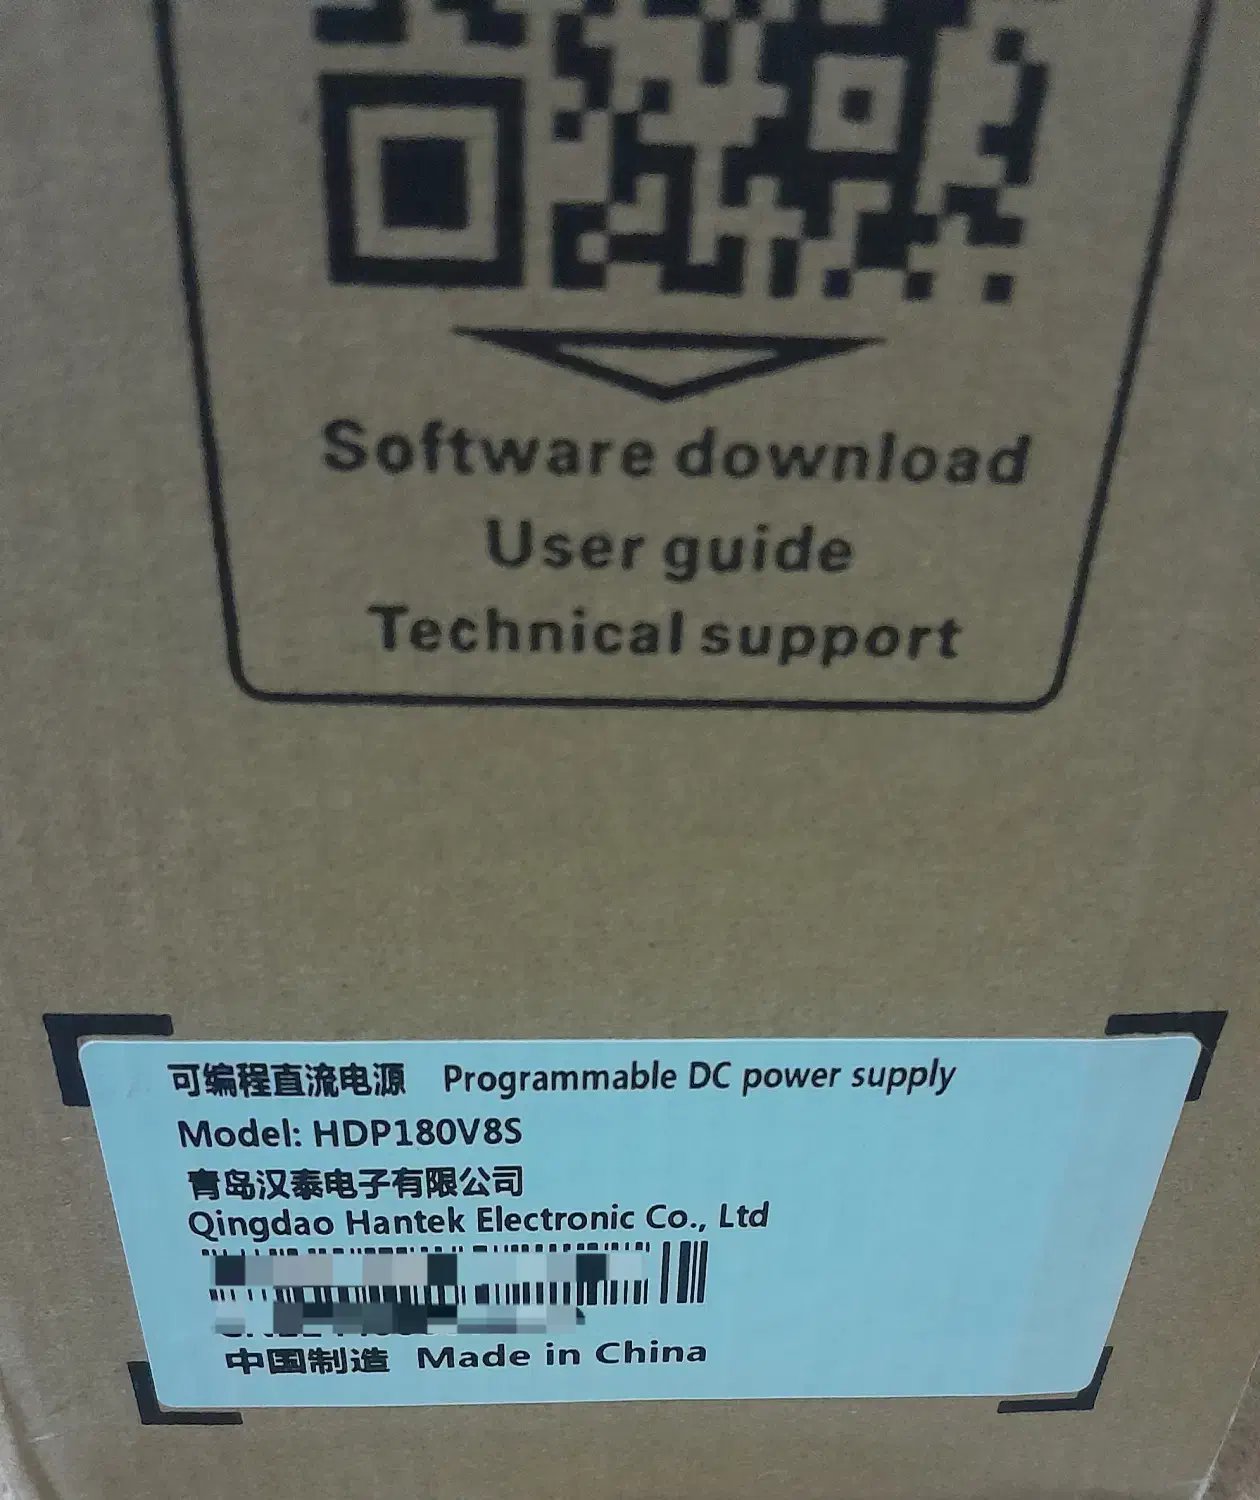 Software download
User guide
Technical support
可编程直流电源 Programmable DC power supply
Model: HDP180V8S
青岛汉泰电子有限公司
Qingdao Hantek Electronic Co., Ltd
中国制造 Made in China